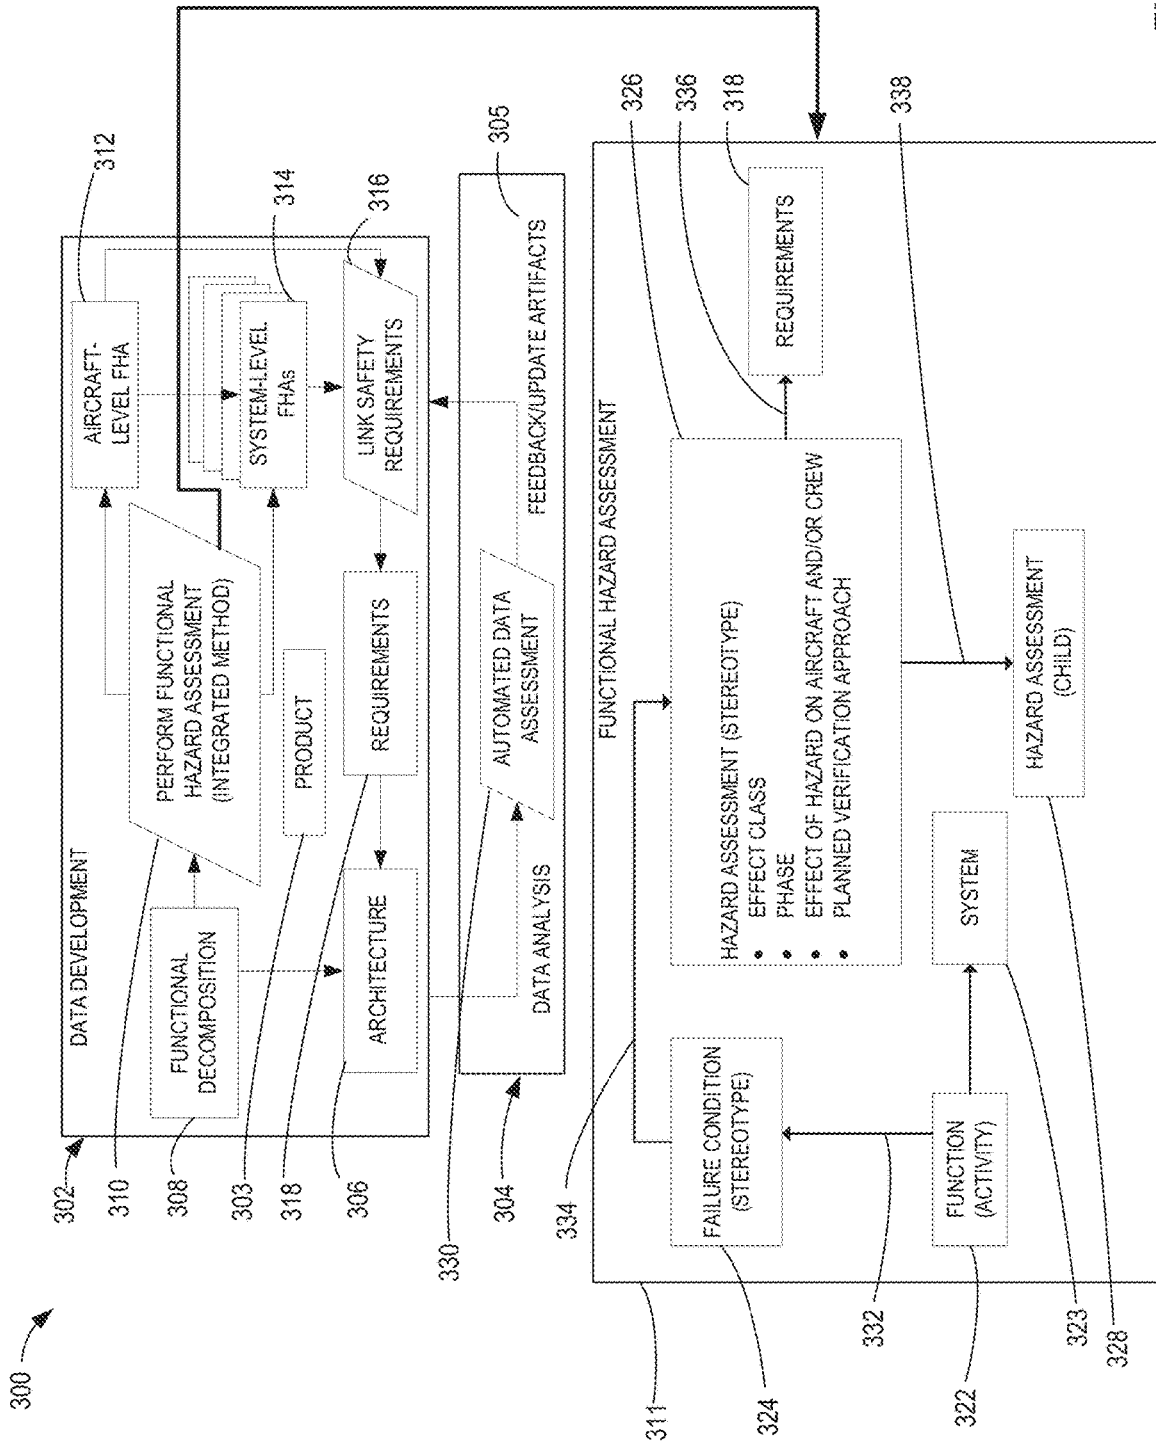 300
302
310
308
303
318
306
330
304
DATA DEVELOPMENT
FUNCTIONAL
DECOMPOSITION
PERFORM FUNCTIONAL
HAZARD ASSESSMENT
(INTEGRATED METHOD)
AIRCRAFT-
LEVEL FHA
312
SYSTEM-LEVEL
FHAs
314
PRODUCT
ARCHITECTURE
REQUIREMENTS
LINK SAFETY
REQUIREMENTS
316
DATA ANALYSIS
AUTOMATED DATA
ASSESSMENT
FEEDBACK/UPDATE ARTIFACTS
305
334
311
324
332
322
323
328
FUNCTIONAL HAZARD ASSESSMENT
FAILURE CONDITION
(STEREOTYPE)
HAZARD ASSESSMENT (STEREOTYPE)
• EFFECT CLASS
• PHASE
• EFFECT OF HAZARD ON AIRCRAFT AND/OR CREW
• PLANNED VERIFICATION APPROACH
REQUIREMENTS
326
336
318
338
FUNCTION
(ACTIVITY)
SYSTEM
HAZARD ASSESSMENT
(CHILD)